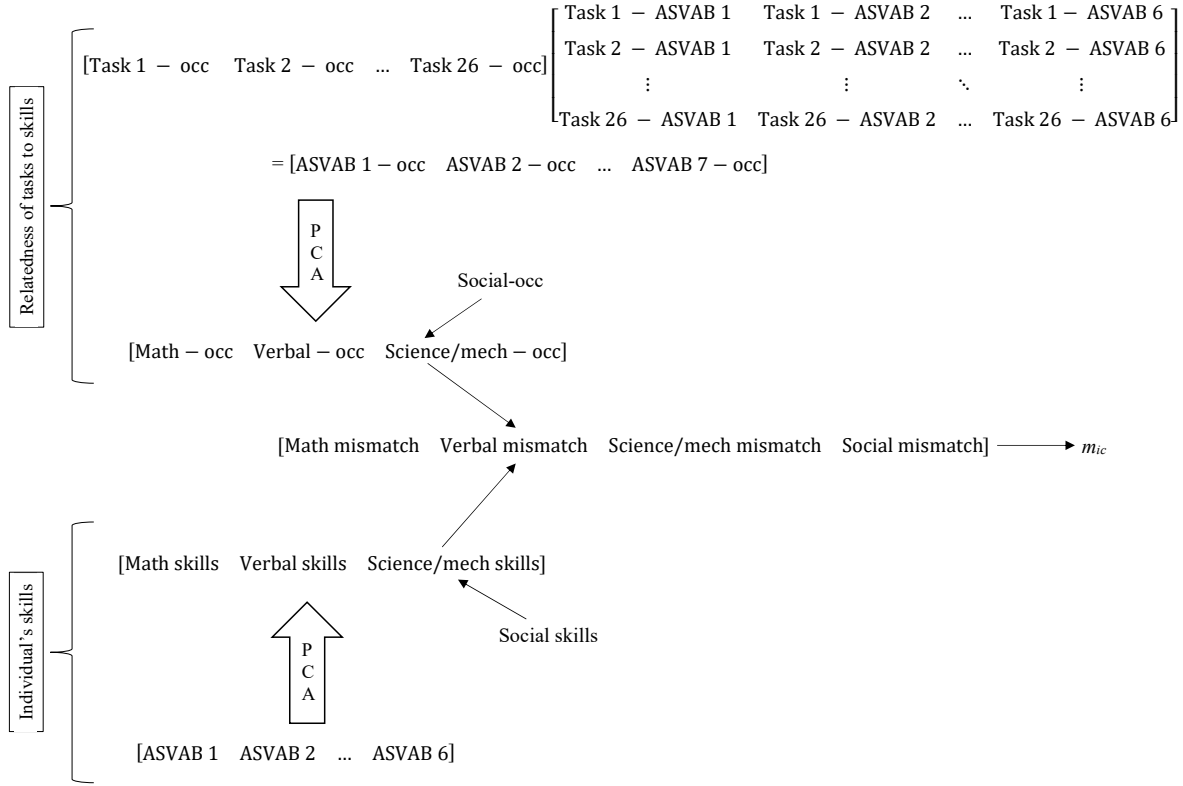 Relatedness of tasks to skills
[Task 1 − occ Task 2 − occ … Task 26 − occ]
Task 1 − ASVAB 1 Task 1 − ASVAB 2 … Task 1 − ASVAB 6
Task 2 − ASVAB 1 Task 2 − ASVAB 2 … Task 2 − ASVAB 6
⋮ ⋮ ⋱ ⋮
Task 26 − ASVAB 1 Task 26 − ASVAB 2 … Task 26 − ASVAB 6
= [ASVAB 1 − occ ASVAB 2 − occ … ASVAB 7 − occ]
P
C
A
Social-occ
[Math − occ Verbal − occ Science/mech − occ]
[Math mismatch Verbal mismatch Science/mech mismatch Social mismatch]
mic
Individual's skills
[Math skills Verbal skills Science/mech skills]
Social skills
P
C
A
[ASVAB 1 ASVAB 2 … ASVAB 6]